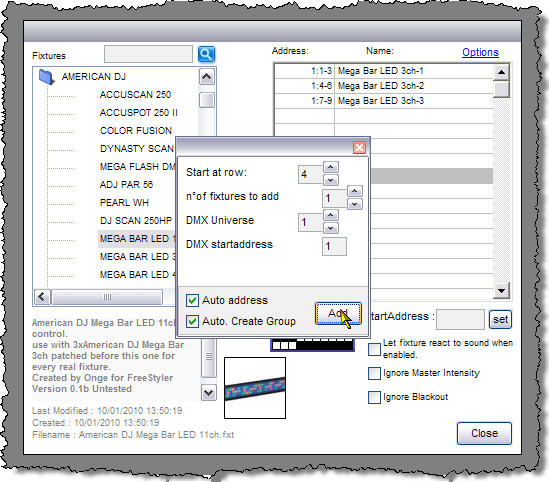 Fixtures
Address: Name: Options
AMERICAN DJ
ACCUSCAN 250
ACCUSPOT 250 II
COLOR FUSION
DYNASTY SCAN
MEGA FLASH DM
ADJ PAR 56
PEARL WH
DJ SCAN 250HP
MEGA BAR LED 1
MEGA BAR LED 3
MEGA BAR LED 4
1:1-3 Mega Bar LED 3ch-1
1:4-6 Mega Bar LED 3ch-2
1:7-9 Mega Bar LED 3ch-3
Start at row: 4
n°of fixtures to add 1
DMX Universe 1
DMX startaddress 1
Auto address
Auto. Create Group
Add
American DJ Mega Bar LED 11ch
control.
use with 3xAmerican DJ Mega Bar
3ch patched before this one for
every real fixture.
Created by Onge for FreeStyler
Version 0.1b Untested
Last Modified : 10/01/2010 13:50:19
Created : 10/01/2010 13:50:19
Filename : American DJ Mega Bar LED 11ch.fxt
tartAddress : set
Let fixture react to sound when
enabled.
Ignore Master Intensity
Ignore Blackout
Close